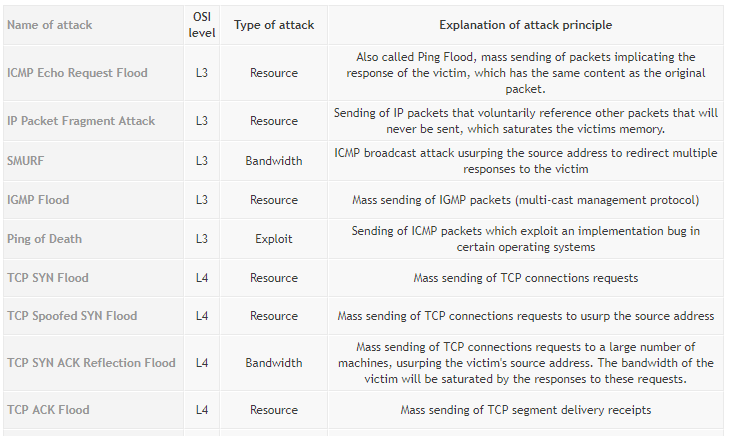 Name of attack OSI level Type of attack Explanation of attack principle
ICMP Echo Request Flood L3 Resource Also called Ping Flood, mass sending of packets implicating the
response of the victim, which has the same content as the original
packet.
IP Packet Fragment Attack L3 Resource Sending of IP packets that voluntarily reference other packets that will
never be sent, which saturates the victims memory.
SMURF L3 Bandwidth ICMP broadcast attack usurping the source address to redirect multiple
responses to the victim
IGMP Flood L3 Resource Mass sending of IGMP packets (multi-cast management protocol)
Ping of Death L3 Exploit Sending of ICMP packets which exploit an implementation bug in
certain operating systems
TCP SYN Flood L4 Resource Mass sending of TCP connections requests
TCP Spoofed SYN Flood L4 Resource Mass sending of TCP connections requests to usurp the source address
TCP SYN ACK Reflection Flood L4 Bandwidth Mass sending of TCP connections requests to a large number of
machines, usurping the victim's source address. The bandwidth of the
victim will be saturated by the responses to these requests.
TCP ACK Flood L4 Resource Mass sending of TCP segment delivery receipts